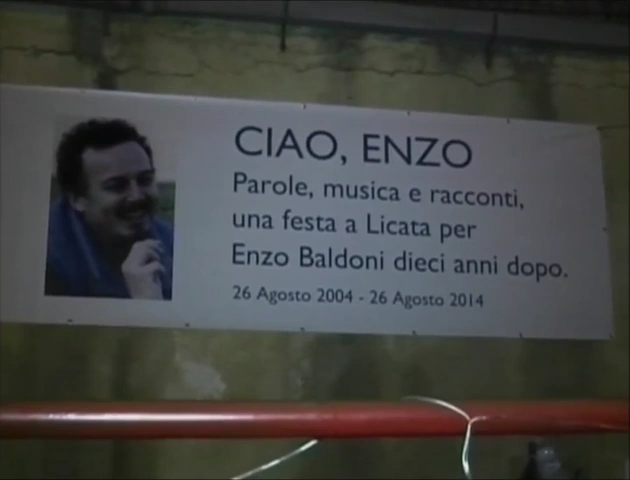 CIAO, ENZO
Parole, musica e racconti,
una festa a Licata per
Enzo Baldoni dieci anni dopo.
26 Agosto 2004 - 26 Agosto 2014